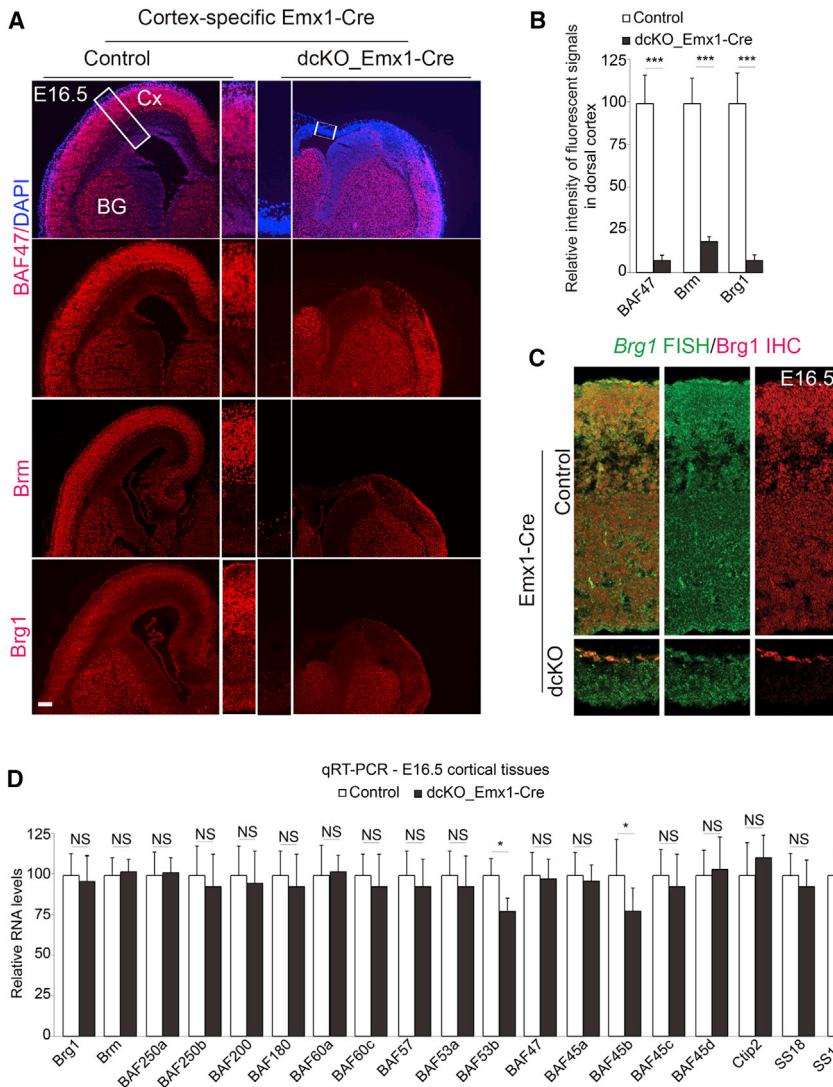 A
Cortex-specific Emx1-Cre
Control
dcKO_Emx1-Cre
E16.5
Cx
BG
BAF47/DAPI
Brm
Brg1
B
Control
dcKO_Emx1-Cre
*** *** ***
125
100
75
50
25
0
Relative intensity of fluorescent signals
in dorsal cortex
BAF47
Brm
Brg1
C
Brg1 FISH/Brg1 IHC
E16.5
Control
dcKO
Emx1-Cre
D
qRT-PCR - E16.5 cortical tissues
Control dcKO_Emx1-Cre
NS NS NS NS NS NS NS NS NS NS * NS NS * NS NS NS NS
125
100
75
50
25
0
Relative RNA levels
Brg1
Brm
BAF250a
BAF250b
BAF200
BAF180
BAF60a
BAF60c
BAF57
BAF53a
BAF53b
BAF47
BAF45a
BAF45b
BAF45c
BAF45d
Ctip2
SS18